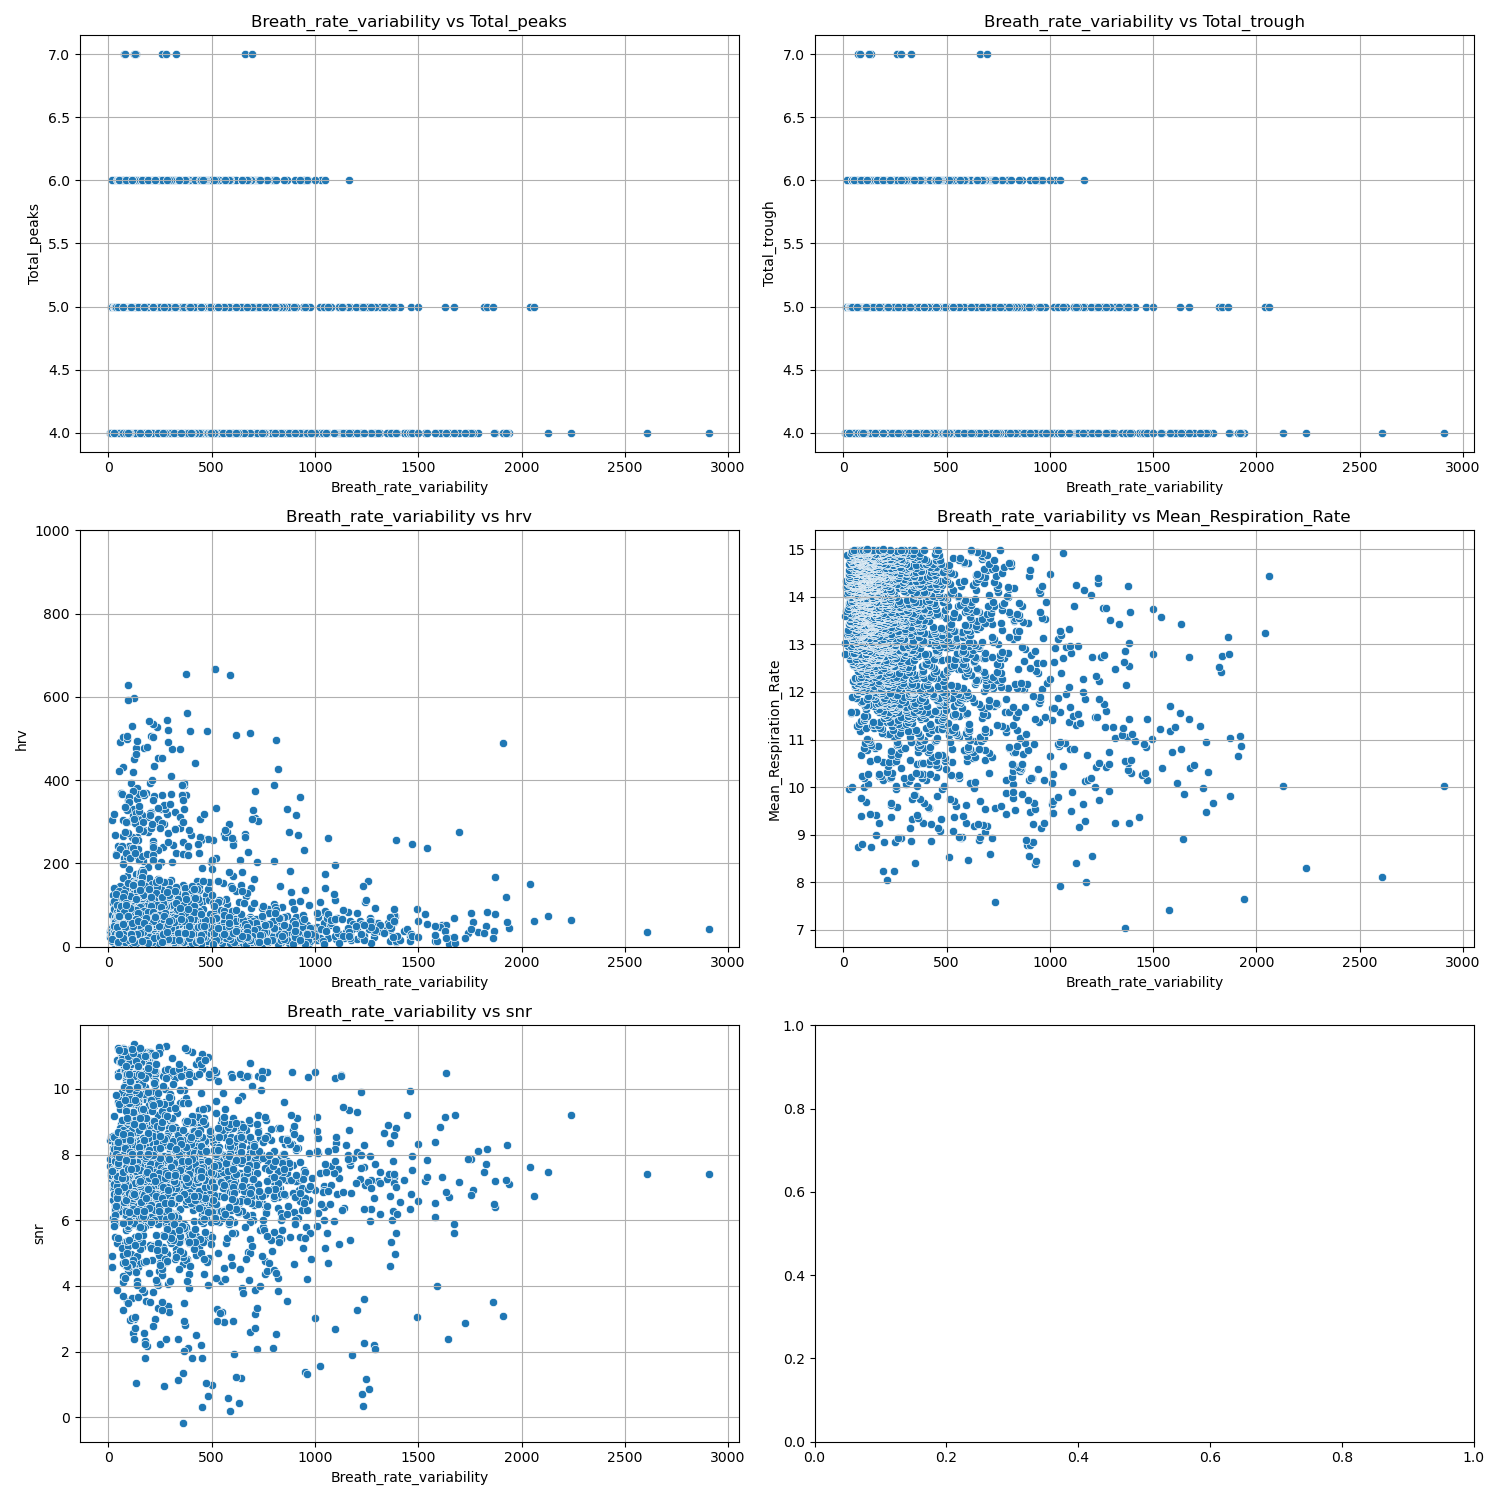 Breath_rate_variability vs Total_peaks
7.0
6.5
6.0
5.5
5.0
4.5
4.0
Total_peaks
0 500 1000 1500 2000 2500 3000
Breath_rate_variability
Breath_rate_variability vs Total_trough
7.0
6.5
6.0
5.5
5.0
4.5
4.0
Total_trough
0 500 1000 1500 2000 2500 3000
Breath_rate_variability
Breath_rate_variability vs hrv
1000
800
600
400
200
0
hrv
0 500 1000 1500 2000 2500 3000
Breath_rate_variability
Breath_rate_variability vs Mean_Respiration_Rate
15
14
13
12
11
10
9
8
7
Mean_Respiration_Rate
0 500 1000 1500 2000 2500 3000
Breath_rate_variability
Breath_rate_variability vs snr
10
8
6
4
2
0
snr
0 500 1000 1500 2000 2500 3000
Breath_rate_variability
1.0
0.8
0.6
0.4
0.2
0.0
0.0 0.2 0.4 0.6 0.8 1.0